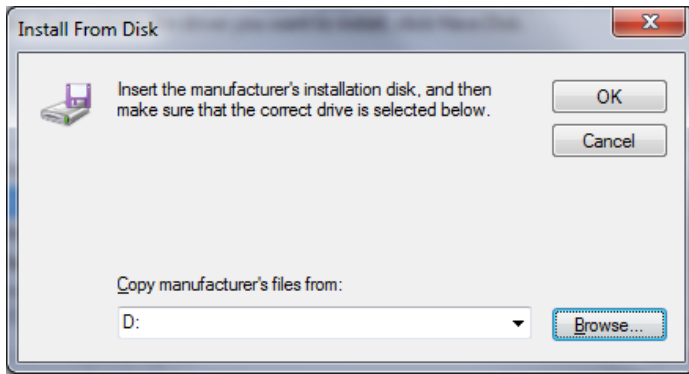 Install From Disk
Insert the manufacturer's installation disk, and then
make sure that the correct drive is selected below.
OK
Cancel
Copy manufacturer's files from:
D:
Browse...